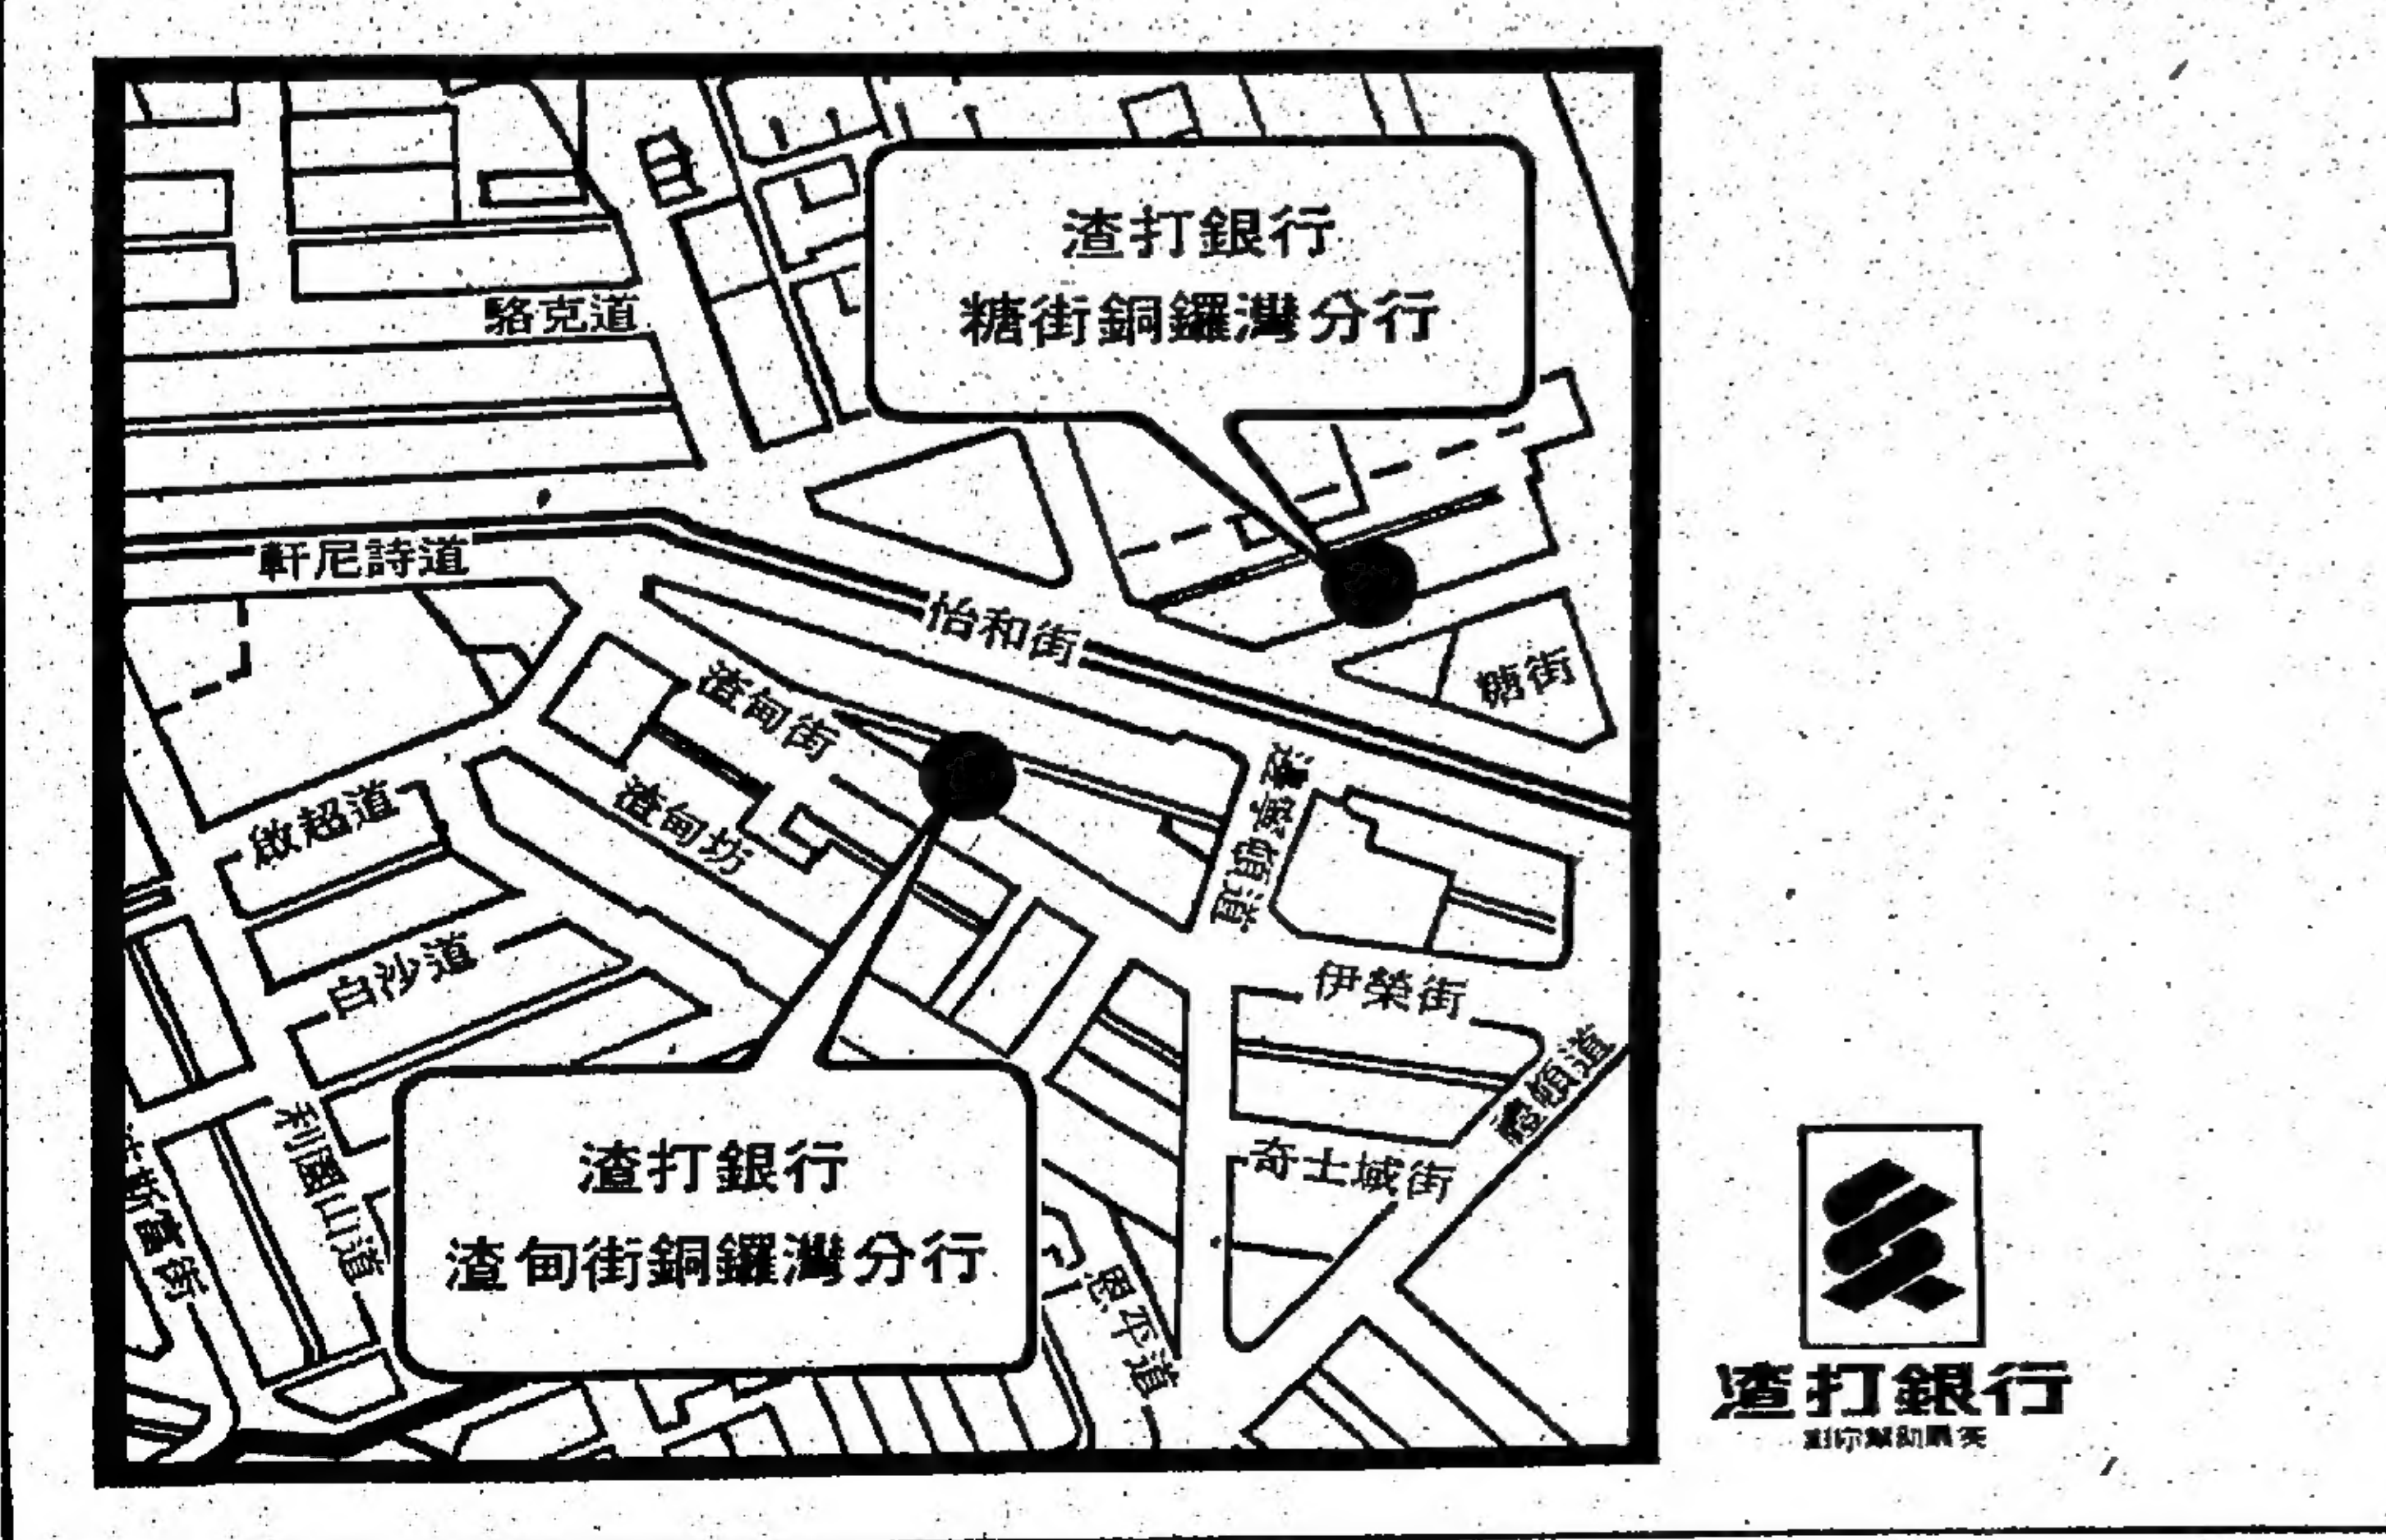 渣打銀行
糖街銅鑼灣分行
駱克道
軒尼詩道
怡和街
糖街
渣甸街
渣甸坊
啟超道
邊寧頓道
白沙道
伊榮街
禮頓道
利園山道
奇士域街
渣打銀行
渣甸街銅鑼灣分行
恩平道
渣打銀行